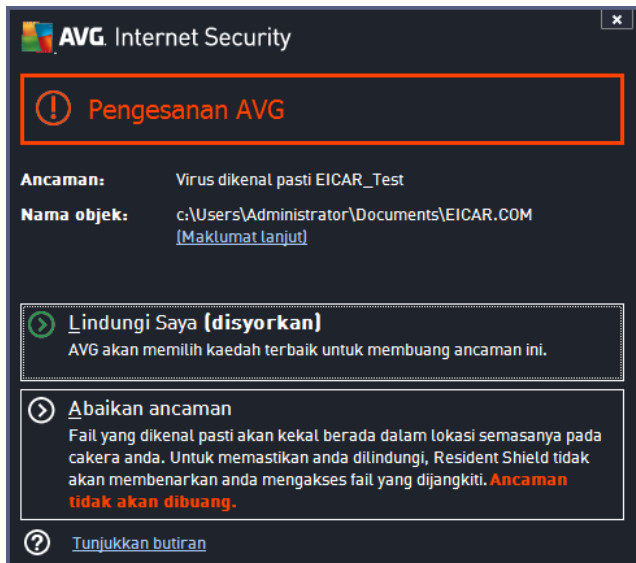 AVG. Internet Security
Pengesanan AVG
Ancaman: Virus dikenal pasti EICAR_Test
Nama objek: c:\Users\Administrator\Documents\EICAR.COM
(Maklumat lanjut)
Lindungi Saya (disyorkan)
AVG akan memilih kaedah terbaik untuk membuang ancaman ini.
Abaikan ancaman
Fail yang dikenal pasti akan kekal berada dalam lokasi semasanya pada
cakera anda. Untuk memastikan anda dilindungi, Resident Shield tidak
akan membenarkan anda mengakses fail yang dijangkiti. Ancaman
tidak akan dibuang.
Tunjukkan butiran